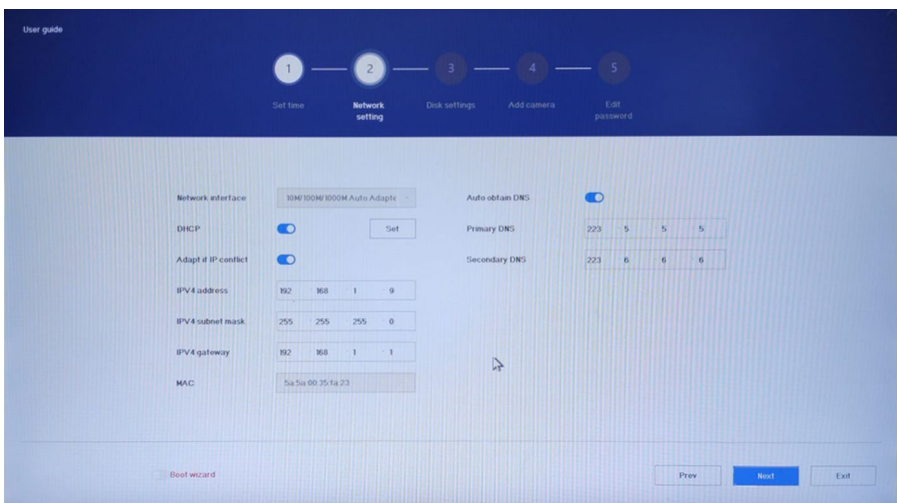 User guide
1 2 3 4 5
Set time Network setting Disk settings Add camera Edit password
Network interface 10M/100M/1000M Auto Adapte Auto obtain DNS
DHCP Set Primary DNS 223 5 5 5
Adapt if IP conflict Secondary DNS 223 6 6 6
IPV4 address 192 168 1 9
IPV4 subnet mask 255 255 255 0
IPV4 gateway 192 168 1 1
MAC 5a:5a:00:35:1a:23
Boot wizard Prev Next Exit